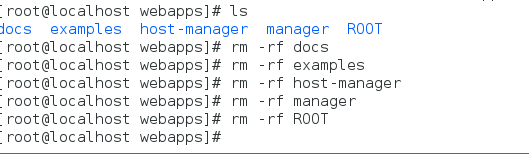 [root@localhost webapps]# ls
docs examples host-manager manager ROOT
[root@localhost webapps]# rm -rf docs
[root@localhost webapps]# rm -rf examples
[root@localhost webapps]# rm -rf host-manager
[root@localhost webapps]# rm -rf manager
[root@localhost webapps]# rm -rf ROOT
[root@localhost webapps]#